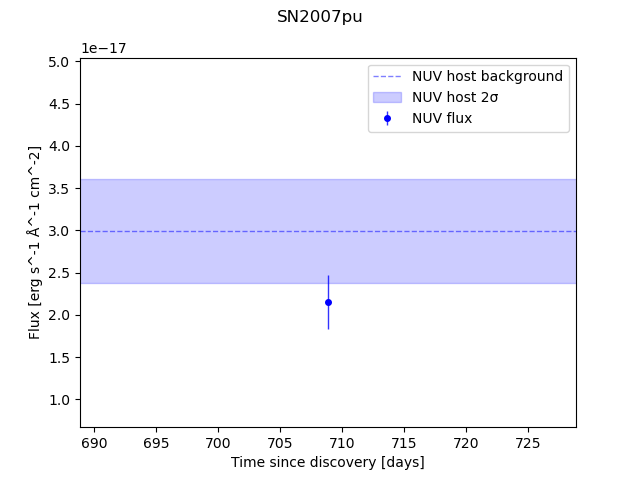 SN2007pu
1e−17
NUV host background
NUV host 2σ
NUV flux
5.0
4.5
4.0
3.5
3.0
2.5
2.0
1.5
1.0
Flux [erg s^-1 Å^-1 cm^-2]
690 695 700 705 710 715 720 725
Time since discovery [days]